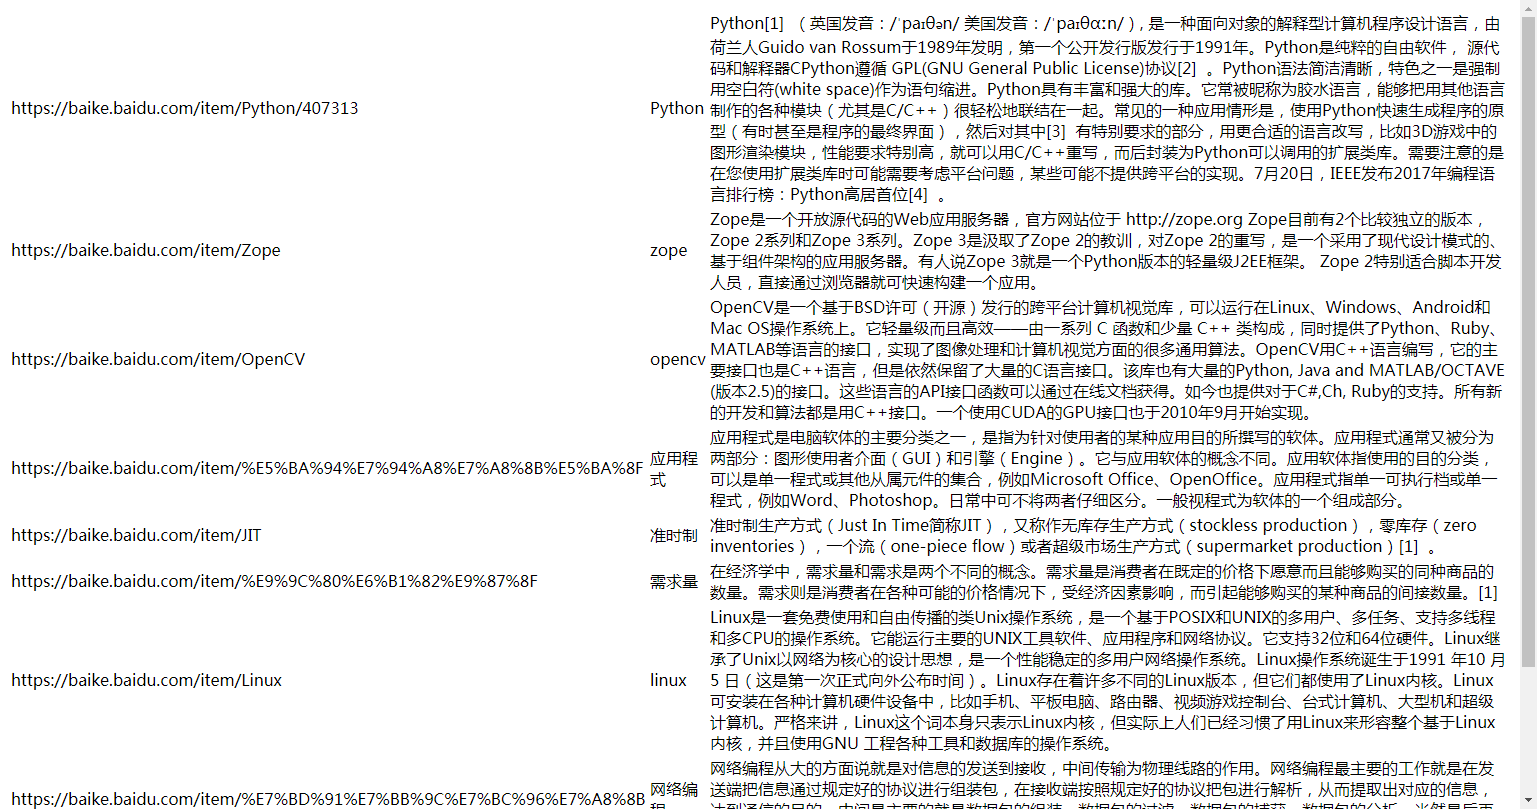 Python[1] （ 英国发音：/ˈpaɪθən/ 美国发音：/ˈpaɪθɑːn/ ）, 是一种面向对象的解释型计算机程序设计语言，由
荷兰人Guido van Rossum于1989年发明，第一个公开发行版发行于1991年。Python是纯粹的自由软件， 源代
码和解释器CPython遵循 GPL(GNU General Public License)协议[2] 。Python语法简洁清晰，特色之一是强制
用空白符(white space)作为语句缩进。Python具有丰富和强大的库。它常被昵称为胶水语言，能够把用其他语言
https://baike.baidu.com/item/Python/407313 Python 制作的各种模块（尤其是C/C++）很轻松地联结在一起。常见的一种应用情形是，使用Python快速生成程序的原
型（有时甚至是程序的最终界面），然后对其中[3] 有特别要求的部分，用更合适的语言改写，比如3D游戏中的
图形渲染模块，性能要求特别高，就可以用C/C++重写，而后封装为Python可以调用的扩展类库。需要注意的是
在您使用扩展类库时可能需要考虑平台问题，某些可能不提供跨平台的实现。7月20日，IEEE发布2017年编程语
言排行榜：Python高居首位[4] 。
Zope是一个开放源代码的Web应用服务器，官方网站位于 http://zope.org Zope目前有2个比较独立的版本，
https://baike.baidu.com/item/Zope zope Zope 2系列和Zope 3系列。Zope 3是汲取了Zope 2的教训，对Zope 2的重写，是一个采用了现代设计模式的、
基于组件架构的应用服务器。有人说Zope 3就是一个Python版本的轻量级J2EE框架。 Zope 2特别适合脚本开发
人员，直接通过浏览器就可快速构建一个应用。
OpenCV是一个基于BSD许可（开源）发行的跨平台计算机视觉库，可以运行在Linux、Windows、Android和
Mac OS操作系统上。它轻量级而且高效——由一系列 C 函数和少量 C++ 类构成，同时提供了Python、Ruby、
https://baike.baidu.com/item/OpenCV opencv MATLAB等语言的接口，实现了图像处理和计算机视觉方面的很多通用算法。OpenCV用C++语言编写，它的主
要接口也是C++语言，但是依然保留了大量的C语言接口。该库也有大量的Python, Java and MATLAB/OCTAVE
(版本2.5)的接口。这些语言的API接口函数可以通过在线文档获得。如今也提供对于C#,Ch, Ruby的支持。所有新
的开发和算法都是用C++接口。一个使用CUDA的GPU接口也于2010年9月开始实现。
应用程式是电脑软体的主要分类之一，是指为针对使用者的某种应用目的所撰写的软体。应用程式通常又被分为
https://baike.baidu.com/item/%E5%BA%94%E7%94%A8%E7%A8%8B%E5%BA%8F 应用程 两部分：图形使用者介面（GUI）和引擎（Engine）。它与应用软体的概念不同。应用软体指使用的目的分类，
式 可以是单一程式或其他从属元件的集合，例如Microsoft Office、OpenOffice。应用程式指单一可执行档或单一
程式，例如Word、Photoshop。日常中可不将两者仔细区分。一般视程式为软体的一个组成部分。
https://baike.baidu.com/item/JIT 准时制 准时制生产方式（Just In Time简称JIT），又称作无库存生产方式（stockless production），零库存（zero
inventories），一个流（one-piece flow）或者超级市场生产方式（supermarket production）[1] 。
https://baike.baidu.com/item/%E9%9C%80%E6%B1%82%E9%87%8F 需求量 在经济学中，需求量和需求是两个不同的概念。需求量是消费者在既定的价格下愿意而且能够购买的同种商品的
数量。需求则是消费者在各种可能的价格情况下，受经济因素影响，而引起能够购买的某种商品的间接数量。[1]
Linux是一套免费使用和自由传播的类Unix操作系统，是一个基于POSIX和UNIX的多用户、多任务、支持多线程
和多CPU的操作系统。它能运行主要的UNIX工具软件、应用程序和网络协议。它支持32位和64位硬件。Linux继
承了Unix以网络为核心的设计思想，是一个性能稳定的多用户网络操作系统。Linux操作系统诞生于1991 年10 月
https://baike.baidu.com/item/Linux linux 5 日（这是第一次正式向外公布时间）。Linux存在着许多不同的Linux版本，但它们都使用了Linux内核。Linux
可安装在各种计算机硬件设备中，比如手机、平板电脑、路由器、视频游戏控制台、台式计算机、大型机和超级
计算机。严格来讲，Linux这个词本身只表示Linux内核，但实际上人们已经习惯了用Linux来形容整个基于Linux
内核，并且使用GNU 工程各种工具和数据库的操作系统。
网络编程从大的方面说就是对信息的发送到接收，中间传输为物理线路的作用。网络编程最主要的工作就是在发
https://baike.baidu.com/item/%E7%BD%91%E7%BB%9C%E7%BC%96%E7%A8%8B 网络编 送端把信息通过规定好的协议进行组装包，在接收端按照规定好的协议把包进行解析，从而提取出对应的信息，
程 达到通信的目的。中间最主要的就是数据包的组装，数据包的过滤，数据包的捕获，数据包的分析，当然最后再